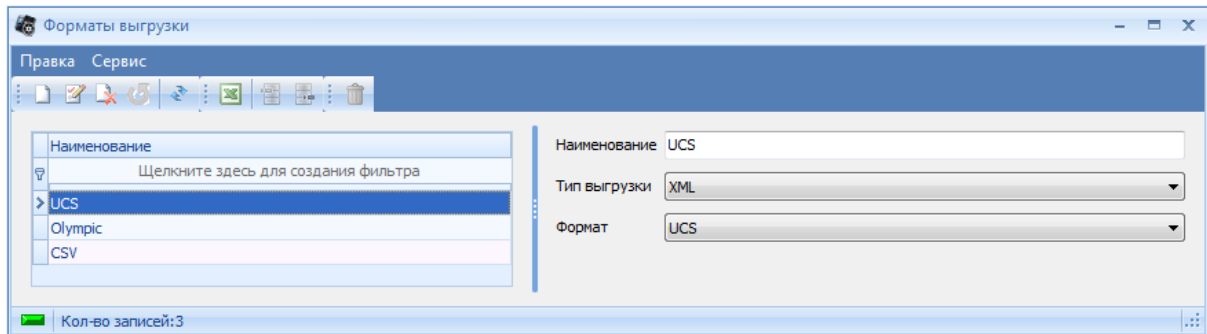 Форматы выгрузки
Правка Сервис
Наименование
Щелкните здесь для создания фильтра
UCS
Olympic
CSV
Наименование UCS
Тип выгрузки XML
Формат UCS
Кол-во записей:3